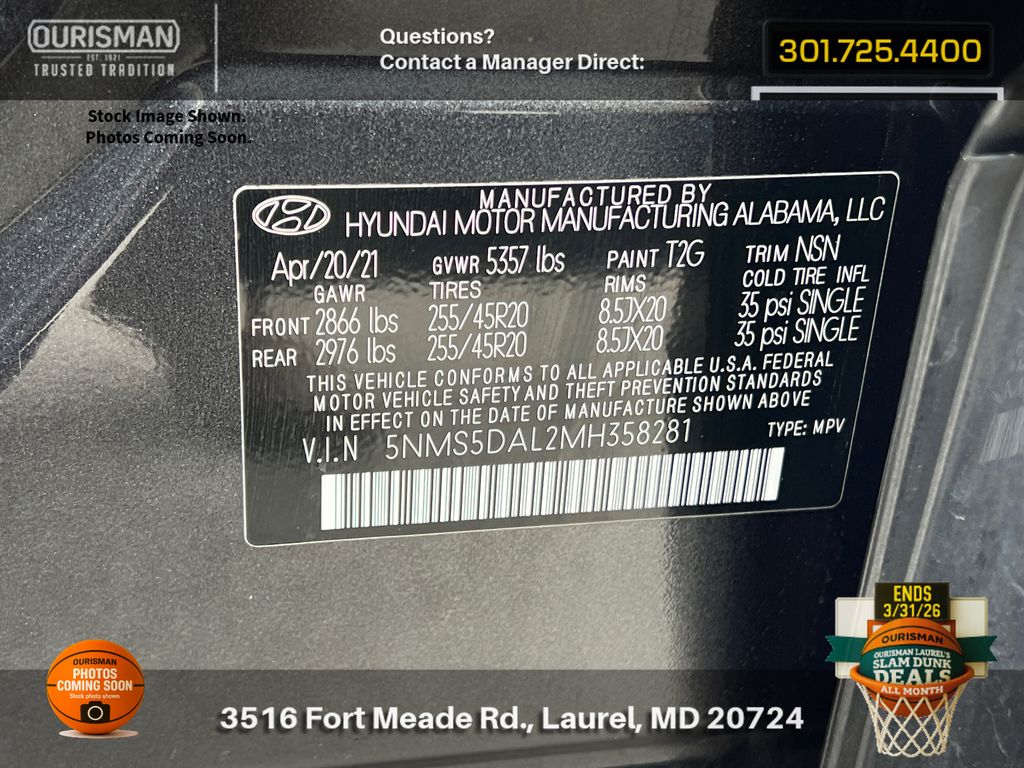 OURISMAN
EST. 1921
TRUSTED TRADITION
Questions?
Contact a Manager Direct:
301.725.4400
Stock Image Shown.
Photos Coming Soon.
MANUFACTURED BY
HYUNDAI MOTOR MANUFACTURING ALABAMA, LLC
Apr/20/21 GVWR 5357 lbs PAINT T2G TRIM NSN
GAWR TIRES RIMS COLD TIRE INFL
FRONT 2866 lbs 255/45R20 8.5JX20 35 psi SINGLE
REAR 2976 lbs 255/45R20 8.5JX20 35 psi SINGLE
THIS VEHICLE CONFORMS TO ALL APPLICABLE U.S.A. FEDERAL
MOTOR VEHICLE SAFETY AND THEFT PREVENTION STANDARDS
IN EFFECT ON THE DATE OF MANUFACTURE SHOWN ABOVE
V.I.N 5NMS5DAL2MH358281 TYPE: MPV
ENDS
3/31/26
OURISMAN
OURISMAN LAUREL'S
SLAM DUNK
DEALS
ALL MONTH
OURISMAN
PHOTOS
COMING SOON
Stock photo shown
3516 Fort Meade Rd., Laurel, MD 20724